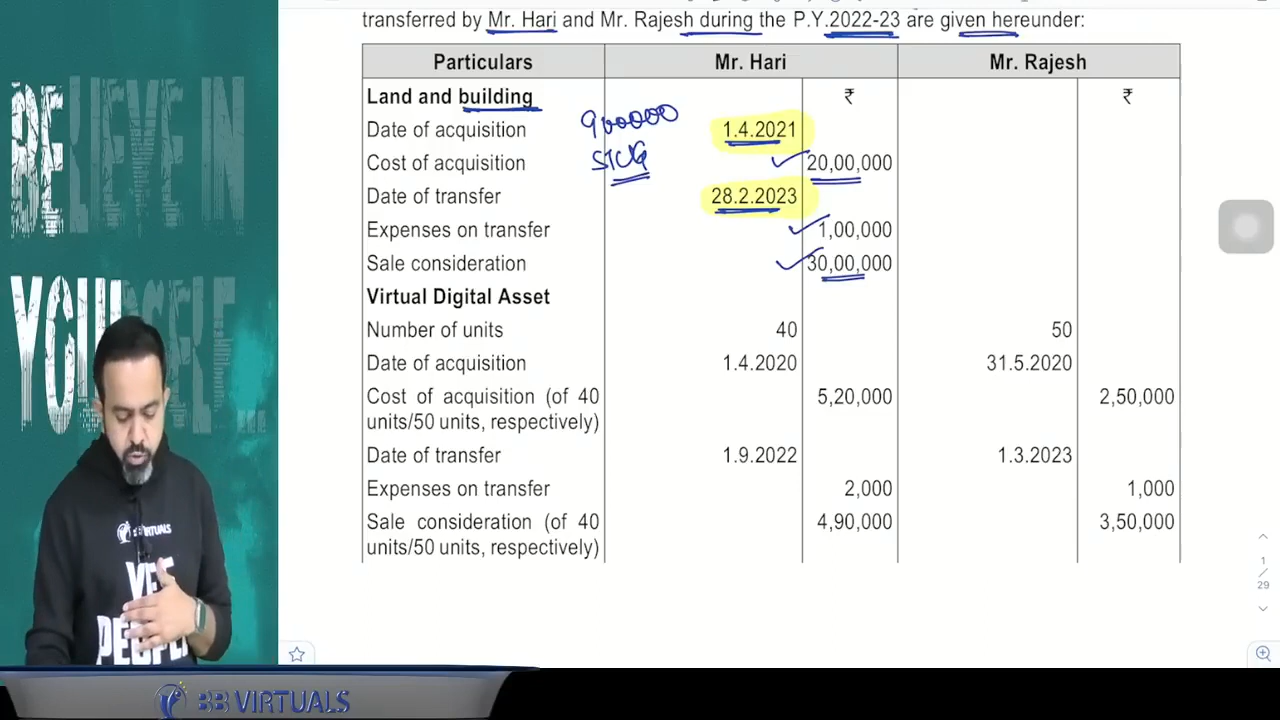 transferred by Mr. Hari and Mr. Rajesh during the P.Y.2022-23 are given hereunder:
Particulars Mr. Hari Mr. Rajesh
Land and building ₹ ₹
900000
Date of acquisition 1.4.2021
STCG
Cost of acquisition 20,00,000
Date of transfer 28.2.2023
Expenses on transfer 1,00,000
Sale consideration 30,00,000
Virtual Digital Asset
Number of units 40 50
Date of acquisition 1.4.2020 31.5.2020
Cost of acquisition (of 40
units/50 units, respectively) 5,20,000 2,50,000
Date of transfer 1.9.2022 1.3.2023
Expenses on transfer 2,000 1,000
Sale consideration (of 40
units/50 units, respectively) 4,90,000 3,50,000
1
/
29
BELIEVE IN
BB VIRTUALS